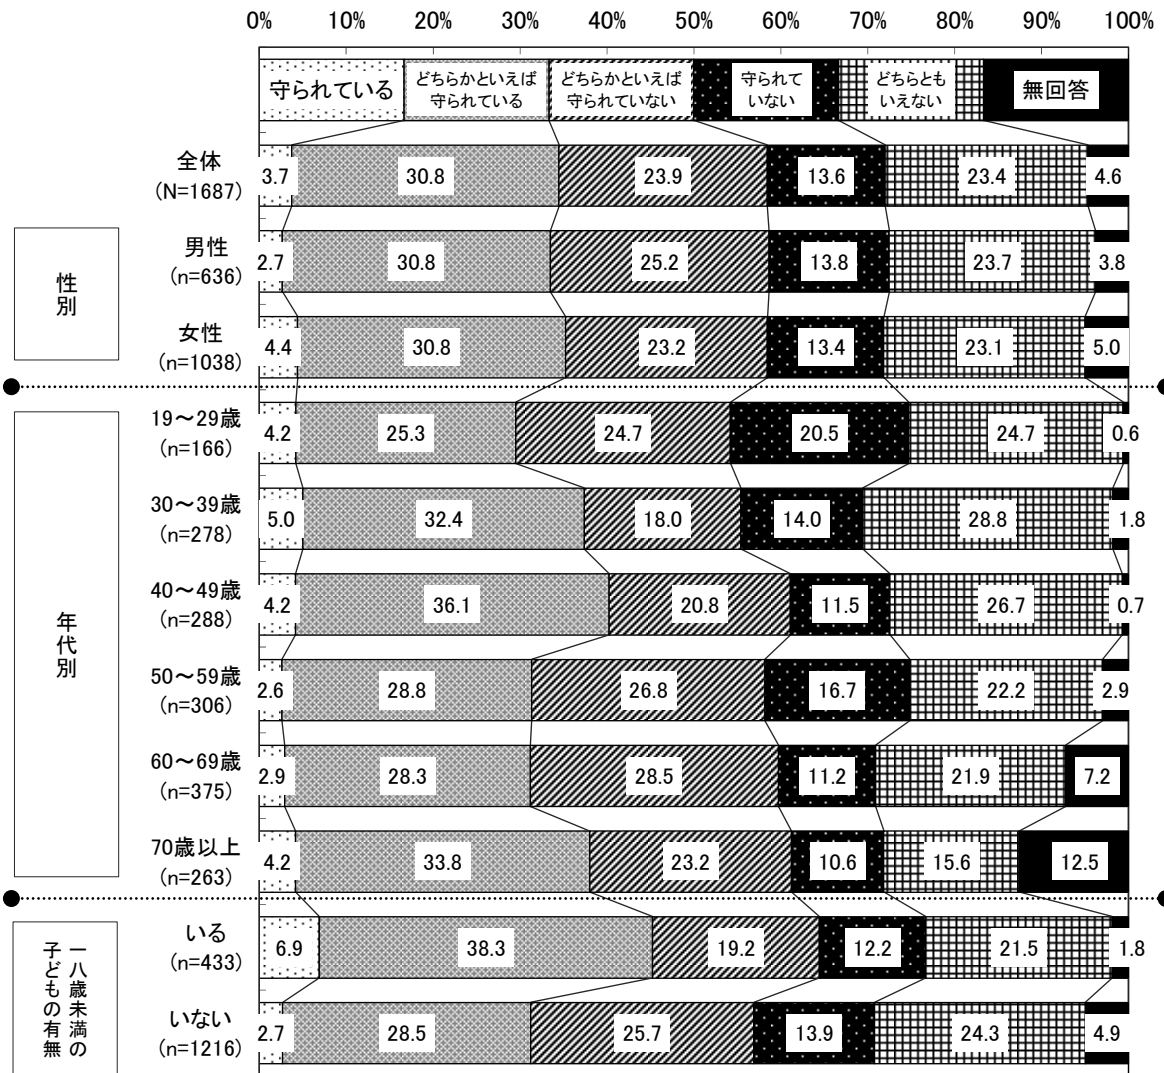 0% 10% 20% 30% 40% 50% 60% 70% 80% 90% 100%
守られている
どちらかといえば
守られている
どちらかといえば
守られていない
守られて
いない
どちらとも
いえない
無回答
全体
(N=1687)
3.7 30.8 23.9 13.6 23.4 4.6
性別
男性
(n=636)
2.7 30.8 25.2 13.8 23.7 3.8
女性
(n=1038)
4.4 30.8 23.2 13.4 23.1 5.0
年代別
19～29歳
(n=166)
4.2 25.3 24.7 20.5 24.7 0.6
30～39歳
(n=278)
5.0 32.4 18.0 14.0 28.8 1.8
40～49歳
(n=288)
4.2 36.1 20.8 11.5 26.7 0.7
50～59歳
(n=306)
2.6 28.8 26.8 16.7 22.2 2.9
60～69歳
(n=375)
2.9 28.3 28.5 11.2 21.9 7.2
70歳以上
(n=263)
4.2 33.8 23.2 10.6 15.6 12.5
一八歳未満の
子どもの有無
いる
(n=433)
6.9 38.3 19.2 12.2 21.5 1.8
いない
(n=1216)
2.7 28.5 25.7 13.9 24.3 4.9